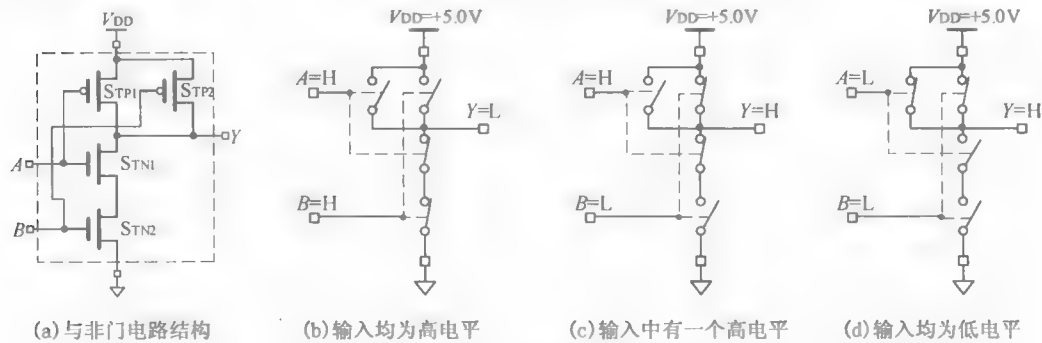 VDD
STP1
STP2
Y
A
STN1
B
STN2
(a)与非门电路结构
VDD=+5.0V
A=H
Y=L
B=H
(b)输入均为高电平
VDD=+5.0V
A=H
Y=H
B=L
(c)输入中有一个高电平
VDD=+5.0V
A=L
Y=H
B=L
(d)输入均为低电平